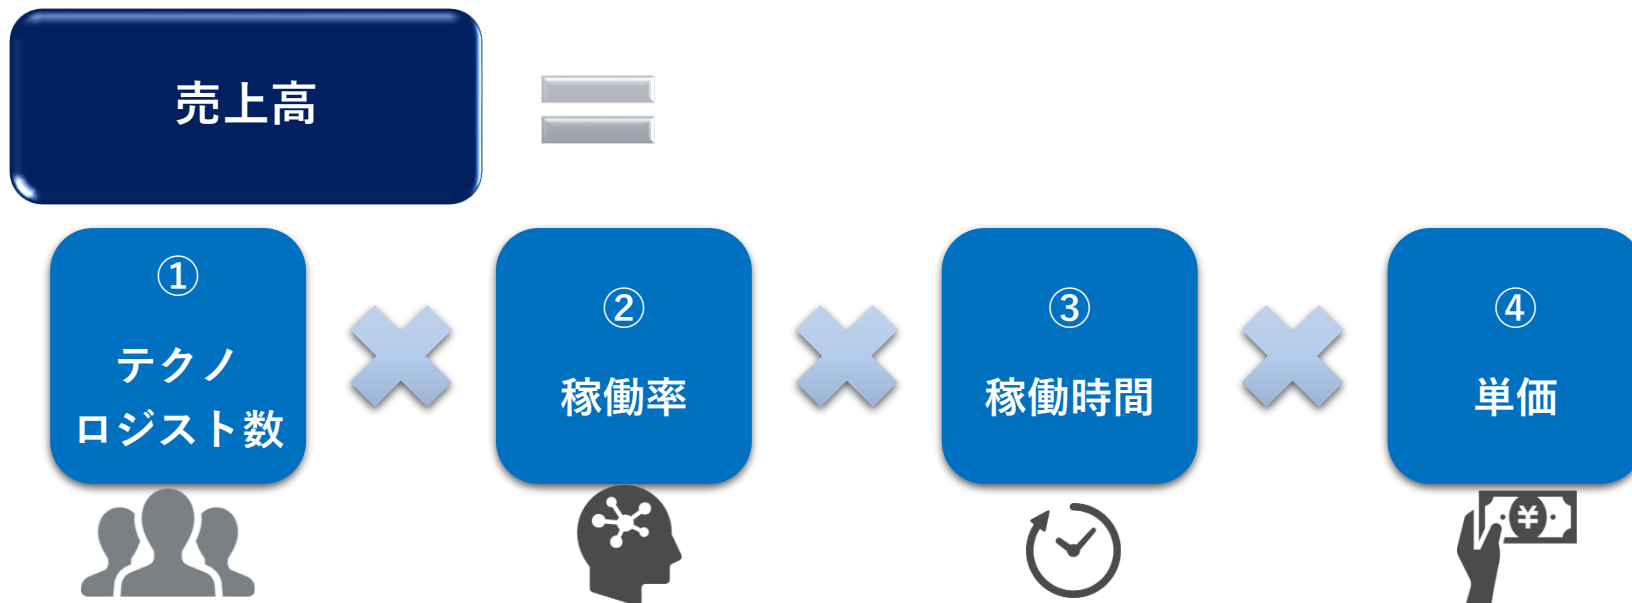 売上高
①
テクノ
ロジスト数
②
稼働率
③
稼働時間
④
単価
¥